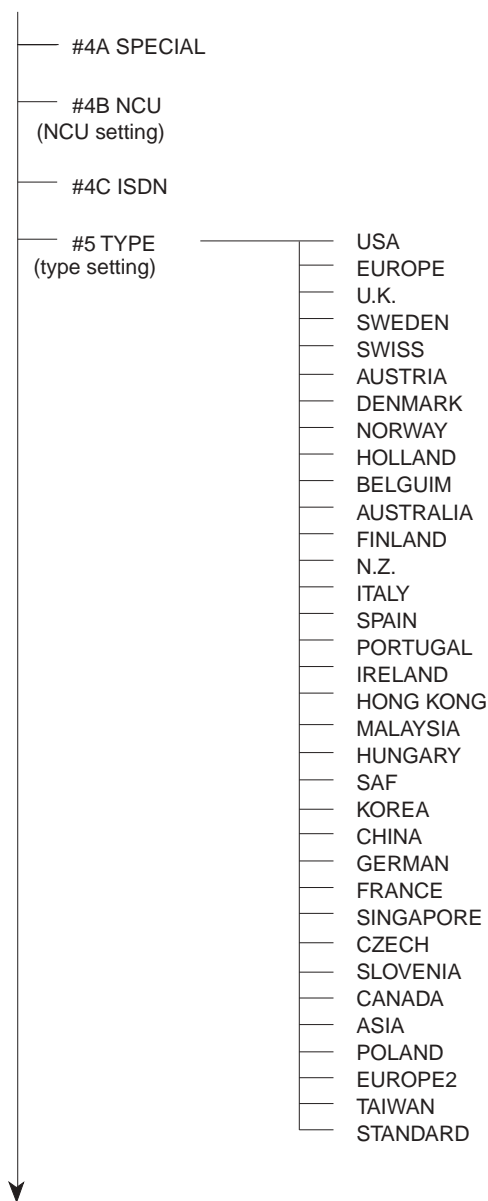 #4A SPECIAL
#4B NCU
(NCU setting)
#4C ISDN
#5 TYPE
(type setting)
USA
EUROPE
U.K.
SWEDEN
SWISS
AUSTRIA
DENMARK
NORWAY
HOLLAND
BELGUIM
AUSTRALIA
FINLAND
N.Z.
ITALY
SPAIN
PORTUGAL
IRELAND
HONG KONG
MALAYSIA
HUNGARY
SAF
KOREA
CHINA
GERMAN
FRANCE
SINGAPORE
CZECH
SLOVENIA
CANADA
ASIA
POLAND
EUROPE2
TAIWAN
STANDARD